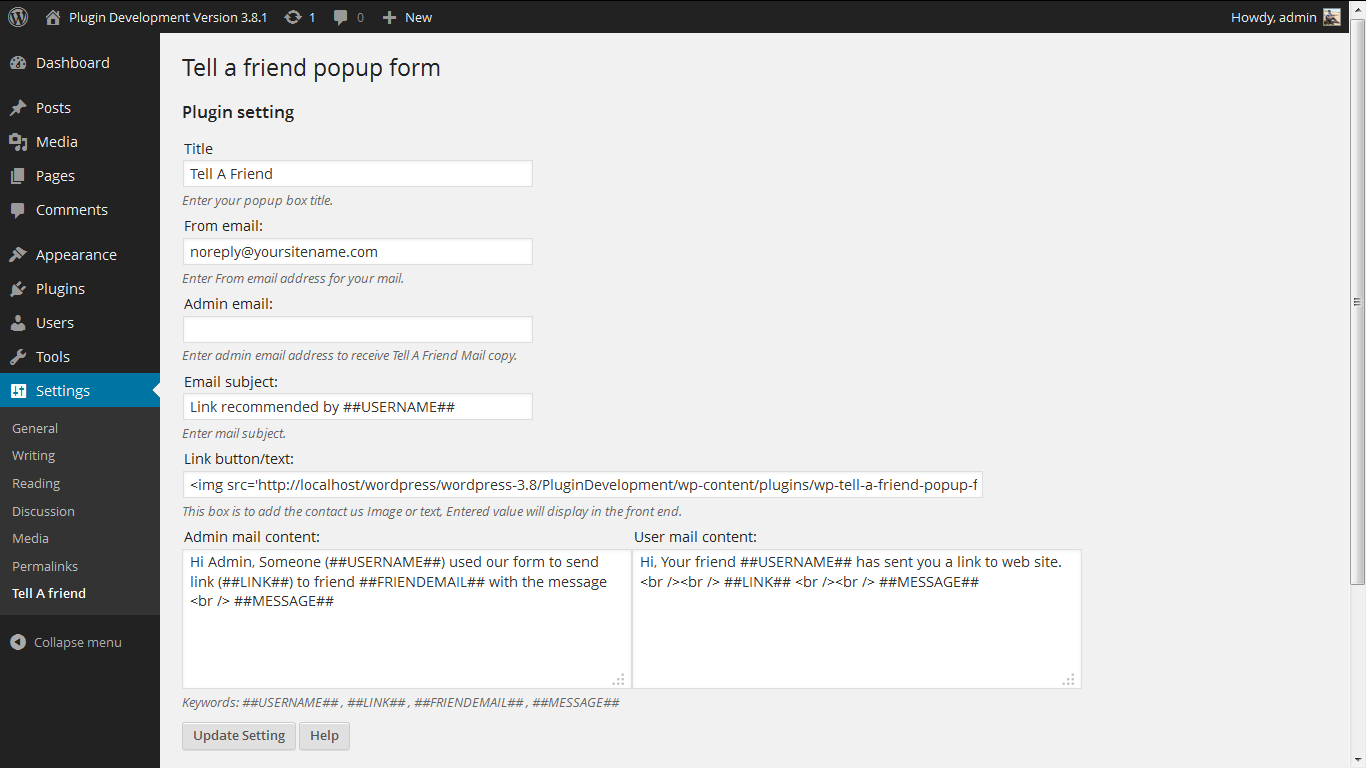 Plugin Development Version 3.8.1 1 0 New Howdy, admin
Dashboard
Posts
Media
Pages
Comments
Appearance
Plugins
Users
Tools
Settings
General
Writing
Reading
Discussion
Media
Permalinks
Tell A friend
Collapse menu
Tell a friend popup form
Plugin setting
Title
Tell A Friend
Enter your popup box title.
From email:
noreply@yoursitename.com
Enter From email address for your mail.
Admin email:
Enter admin email address to receive Tell A Friend Mail copy.
Email subject:
Link recommended by ##USERNAME##
Enter mail subject.
Link button/text:
<img src='http://localhost/wordpress/wordpress-3.8/PluginDevelopment/wp-content/plugins/wp-tell-a-friend-popup-f
This box is to add the contact us Image or text, Entered value will display in the front end.
Admin mail content:
Hi Admin, Someone (##USERNAME##) used our form to send
link (##LINK##) to friend ##FRIENDEMAIL## with the message
<br /> ##MESSAGE##
User mail content:
Hi, Your friend ##USERNAME## has sent you a link to web site.
<br /><br /> ##LINK## <br /><br /> ##MESSAGE##
Keywords: ##USERNAME## , ##LINK## , ##FRIENDEMAIL## , ##MESSAGE##
Update Setting Help